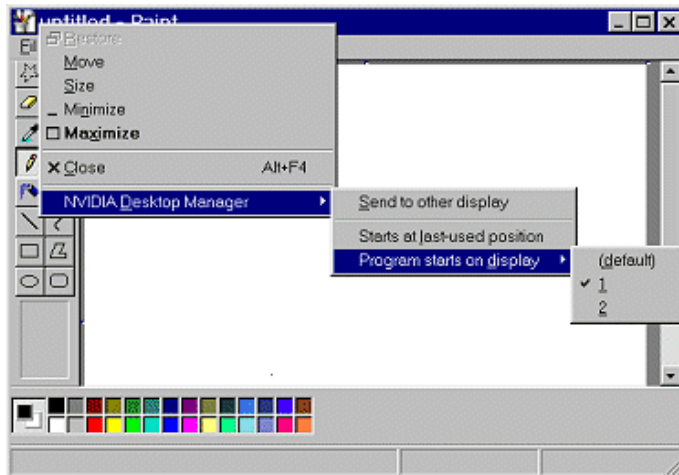 untitled - Paint
Restore
Move
Size
Minimize
Maximize
Close Alt+F4
NVIDIA Desktop Manager
Send to other display
Starts at last-used position
Program starts on display
(default)
1
2